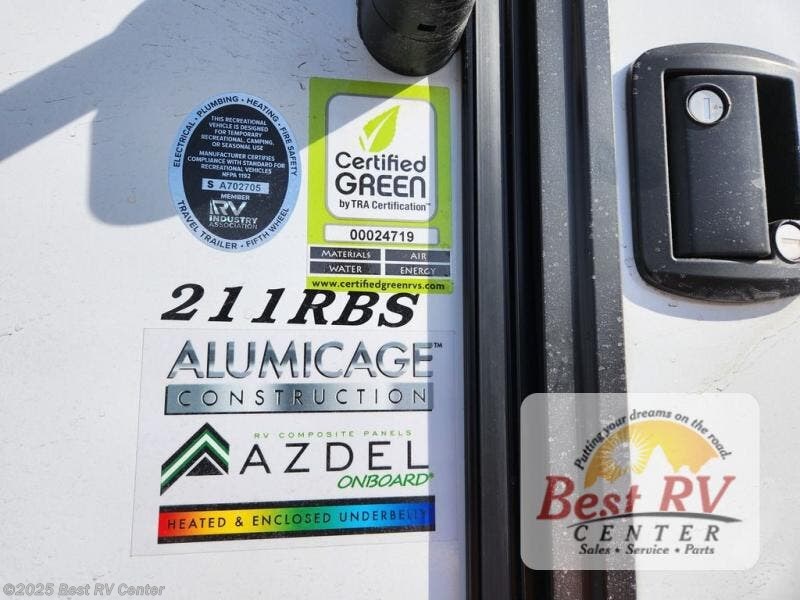 ELECTRICAL • PLUMBING • HEATING • FIRE SAFETY
THIS RECREATIONAL
VEHICLE IS DESIGNED
FOR TEMPORARY
RECREATIONAL, CAMPING,
OR SEASONAL USE
MANUFACTURER CERTIFIES
COMPLIANCE WITH STANDARD FOR
RECREATIONAL VEHICLES
NFPA 1192
S A702705
MEMBER
RV
INDUSTRY
ASSOCIATION
TRAVEL TRAILER • FIFTH WHEEL
Certified
GREEN
by TRA Certification™
00024719
MATERIALS AIR
WATER ENERGY
www.certifiedgreenrvs.com
211RBS
ALUMICAGE™
CONSTRUCTION
RV COMPOSITE PANELS
AZDEL
ONBOARD®
HEATED & ENCLOSED UNDERBELLY
Putting your dreams on the road.
Best RV
CENTER
Sales • Service • Parts
©2025 Best RV Center